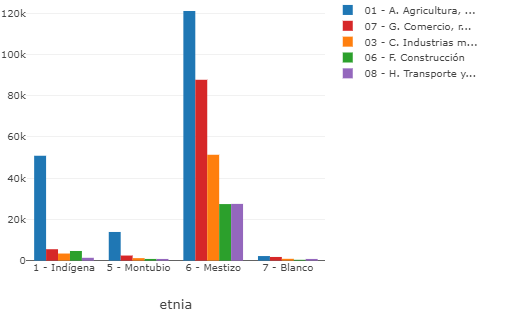 120k
100k
80k
60k
40k
20k
0
1 - Indígena
5 - Montubio
6 - Mestizo
7 - Blanco
etnia
01 - A. Agricultura, ...
07 - G. Comercio, r...
03 - C. Industrias m...
06 - F. Construcción
08 - H. Transporte y...